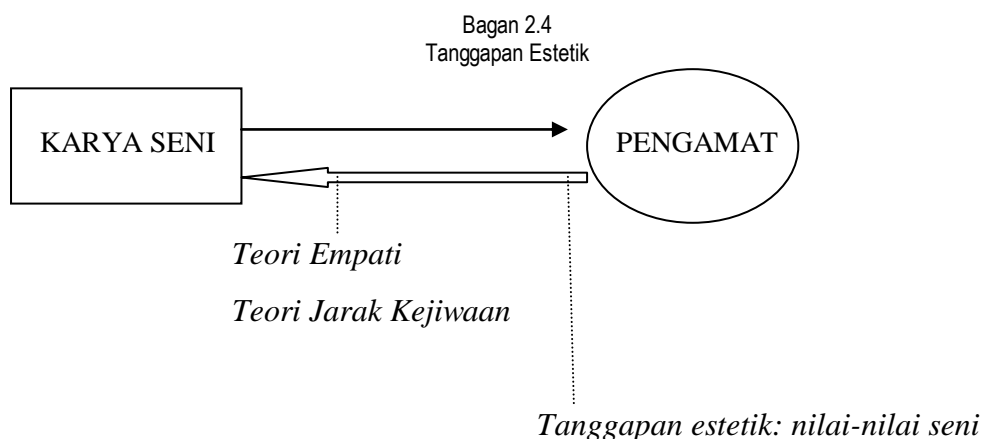 Bagan 2.4
Tanggapan Estetik
KARYA SENI
PENGAMAT
Teori Empati
Teori Jarak Kejiwaan
Tanggapan estetik: nilai-nilai seni